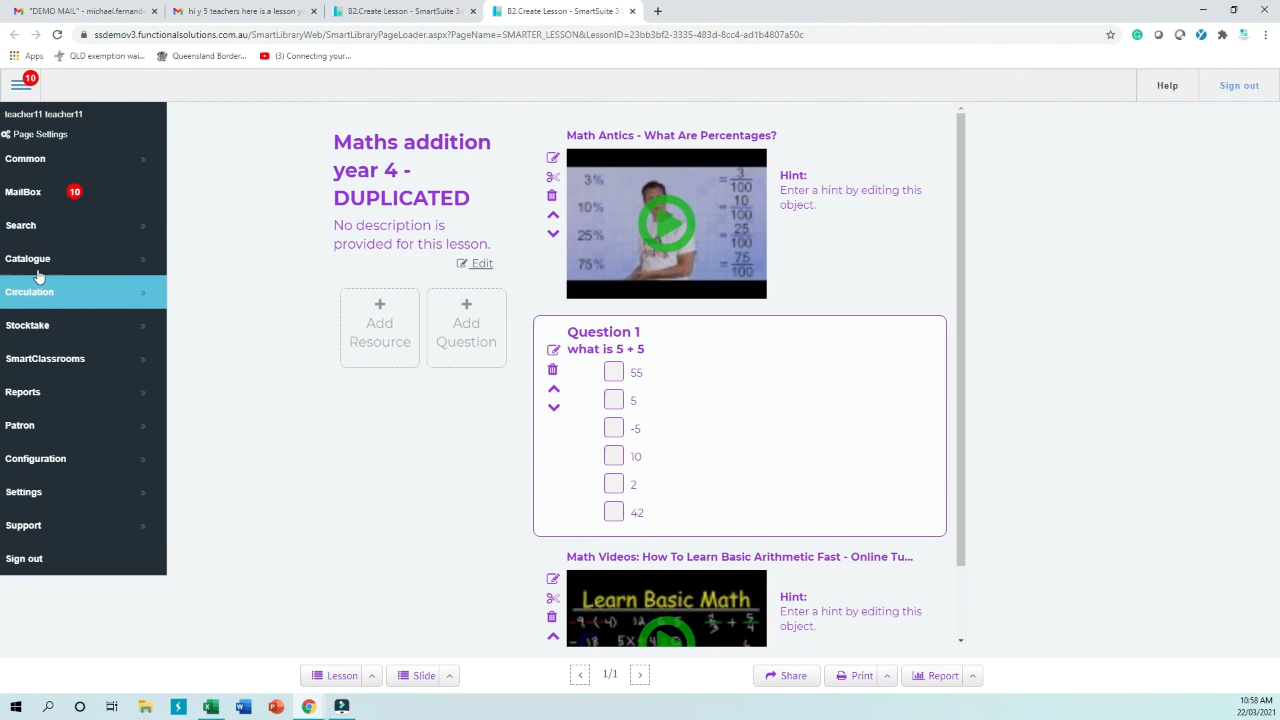 "DEMO MAIL" - michael.fernand
hi 5 teachers here is a lesson y
B2.Create - SmartSuite 3.
B2.Create - SmartSuite 3.
ssdemov3.functionalsolutions.com.au/SmartLibraryWeb/SmartLibraryPageLoader.aspx?PageName=SMARTER_LESSON&LessonID=23bb3bf2-3335-483d-8cc4-ad1b4807a50c
Apps
QLD exemption wai...
Queensland Border...
(3) Connecting your...
10
Help
Sign out
teacher11 teacher11
Page Settings
Common
MailBox
10
Search
Catalogue
Circulation
Stocktake
SmartClassrooms
Reports
Patron
Configuration
Settings
Support
Sign out
Maths addition
year 4 -
DUPLICATED
No description is
provided for this lesson.
Edit
Add
Resource
Add
Question
Math Antics - What Are Percentages?
3%
10%
25%
75%
= 3/100
= 10/100
= 25/100
= 75/100
Hint:
Enter a hint by editing this
object.
Question 1
what is 5 + 5
55
5
-5
10
2
42
Math Videos: How To Learn Basic Arithmetic Fast - Online Tu...
Learn Basic Math
Hint:
Enter a hint by editing this
object.
Lesson
Slide
1/1
Share
Print
Report
10:58 AM
22/03/2021